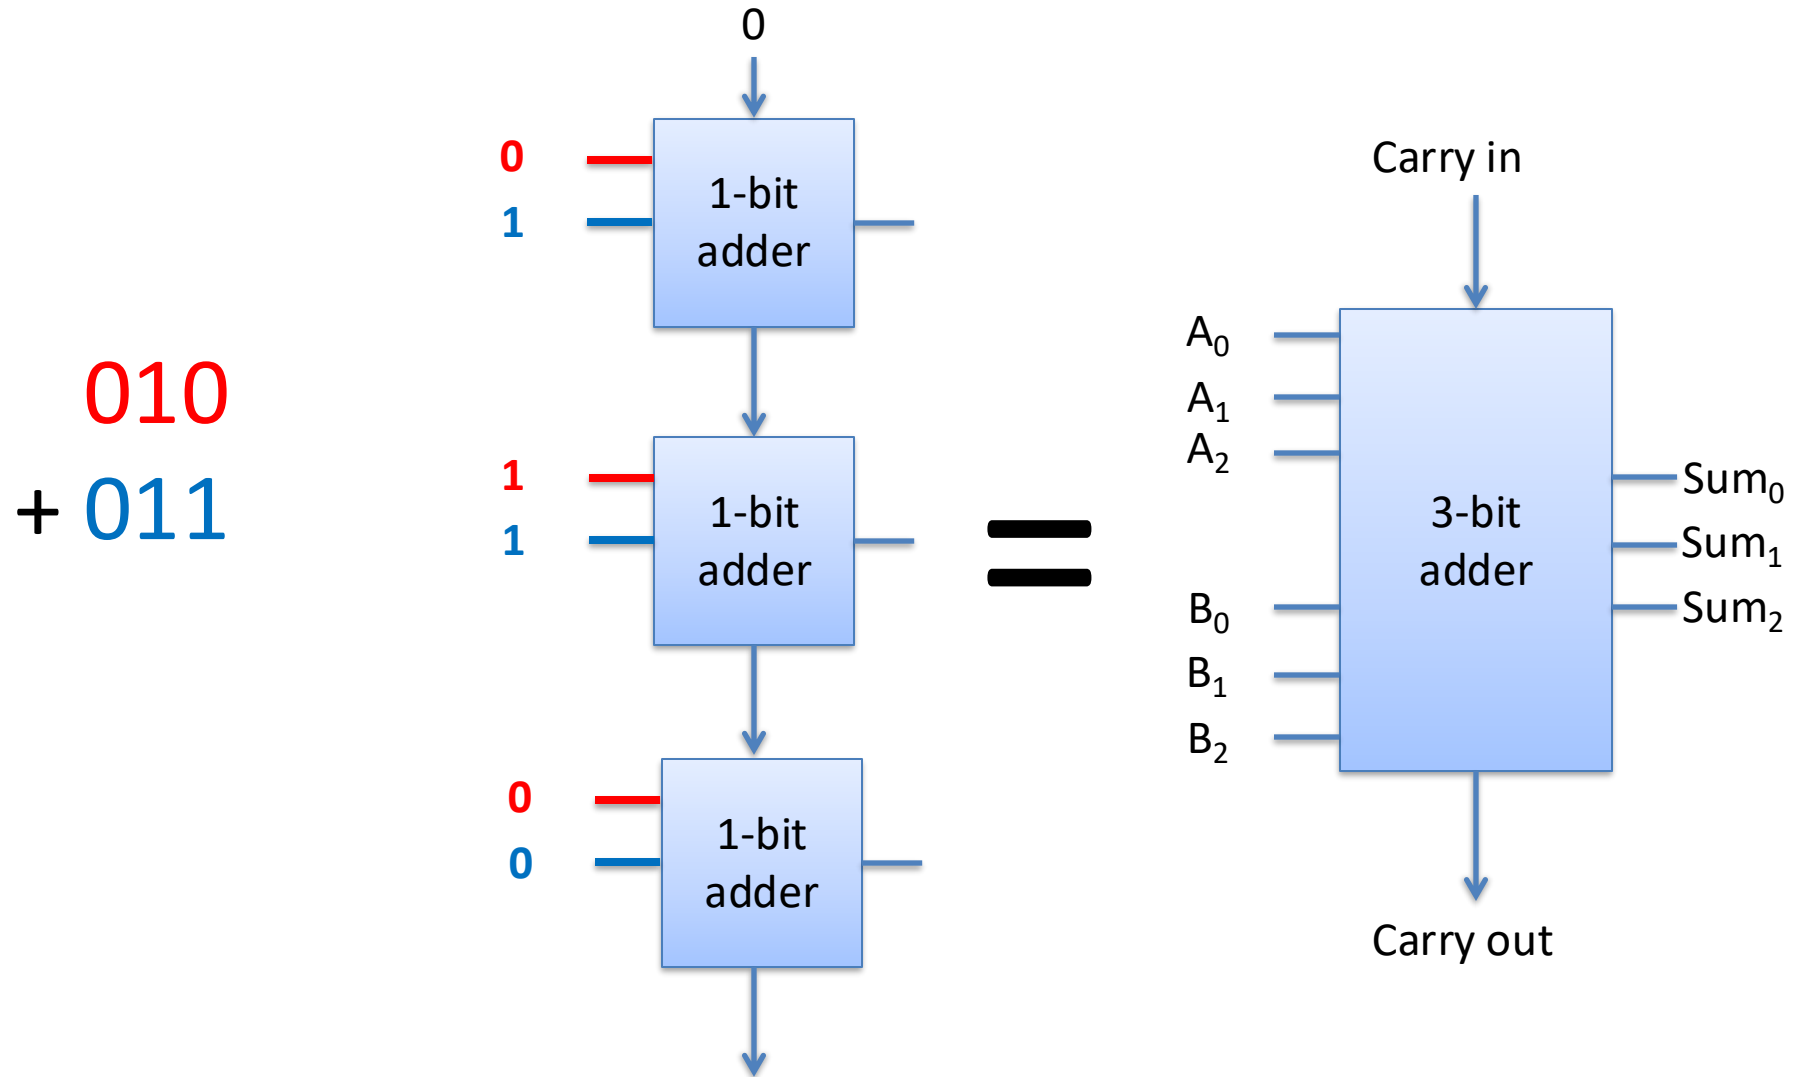 010
+ 011
0
0
1
1-bit
adder
1
1
1-bit
adder
0
0
1-bit
adder
=
Carry in
A0
A1
A2
B0
B1
B2
3-bit
adder
Sum0
Sum1
Sum2
Carry out